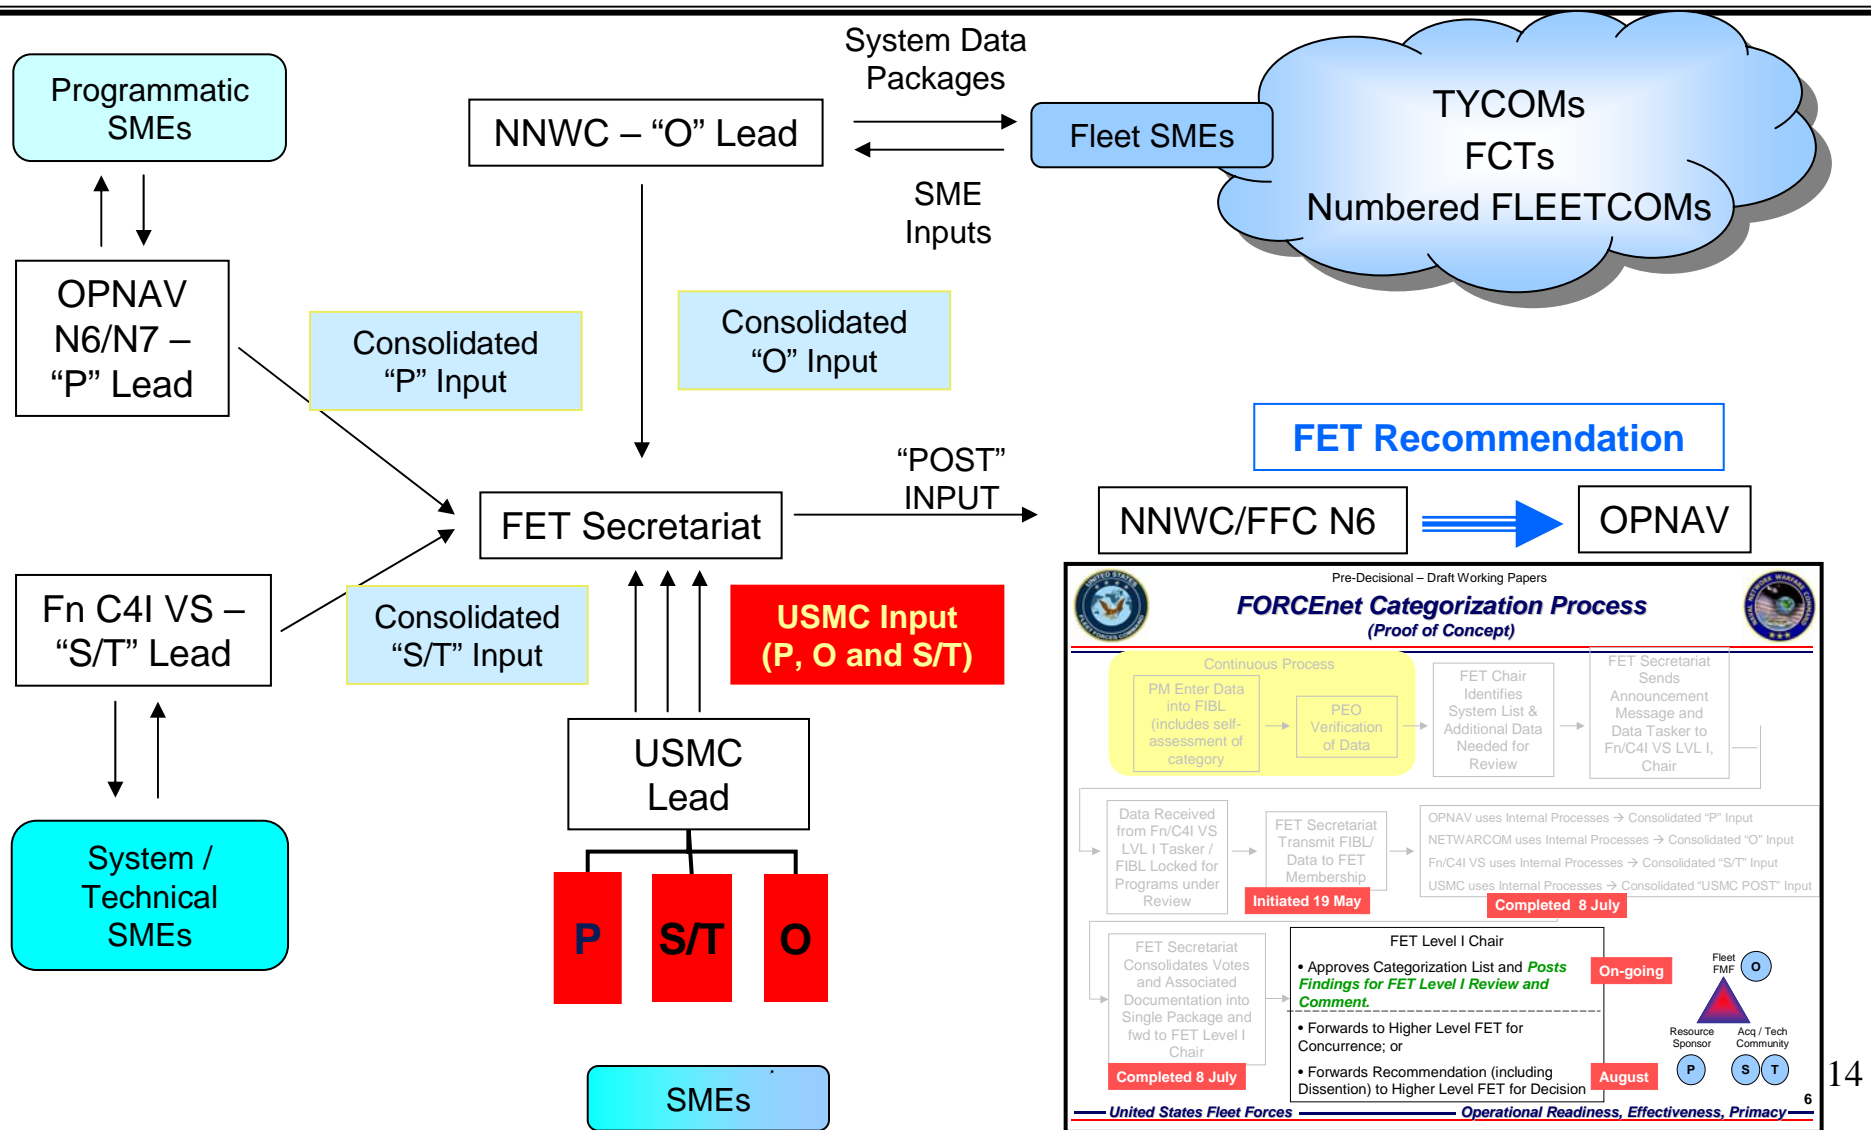 Programmatic
SMEs
System Data
Packages
NNWC – “O” Lead
Fleet SMEs
TYCOMs
FCTs
Numbered FLEETCOMs
SME
Inputs
OPNAV
N6/N7 –
“P” Lead
Consolidated
“P” Input
Consolidated
“O” Input
FET Recommendation
“POST”
INPUT
FET Secretariat
NNWC/FFC N6
OPNAV
Fn C4I VS –
“S/T” Lead
Consolidated
“S/T” Input
USMC Input
(P, O and S/T)
USMC
Lead
System /
Technical
SMEs
P
S/T
O
SMEs
Pre-Decisional – Draft Working Papers
FORCEnet Categorization Process
(Proof of Concept)
Continuous Process
PM Enter Data
into FIBL
(includes self-
assessment of
category
PEO
Verification
of Data
FET Chair
Identifies
System List &
Additional Data
Needed for
Review
FET Secretariat
Sends
Announcement
Message and
Data Tasker to
Fn/C4I VS LVL I,
Chair
Data Received
from Fn/C4I VS
LVL I Tasker /
FIBL Locked for
Programs under
Review
FET Secretariat
Transmit FIBL/
Data to FET
Membership
Initiated 19 May
OPNAV uses Internal Processes → Consolidated “P” Input
NETWARCOM uses Internal Processes → Consolidated “O” Input
Fn/C4I VS uses Internal Processes → Consolidated “S/T” Input
USMC uses Internal Processes → Consolidated “USMC POST” Input
Completed 8 July
FET Secretariat
Consolidates Votes
and Associated
Documentation into
Single Package and
fwd to FET Level I
Chair
Completed 8 July
FET Level I Chair
• Approves Categorization List and Posts
Findings for FET Level I Review and
Comment.
• Forwards to Higher Level FET for
Concurrence; or
• Forwards Recommendation (including
Dissention) to Higher Level FET for Decision
On-going
August
Fleet
FMF
O
Resource
Sponsor
Acq / Tech
Community
P
S
T
6
United States Fleet Forces
Operational Readiness, Effectiveness, Primacy
14